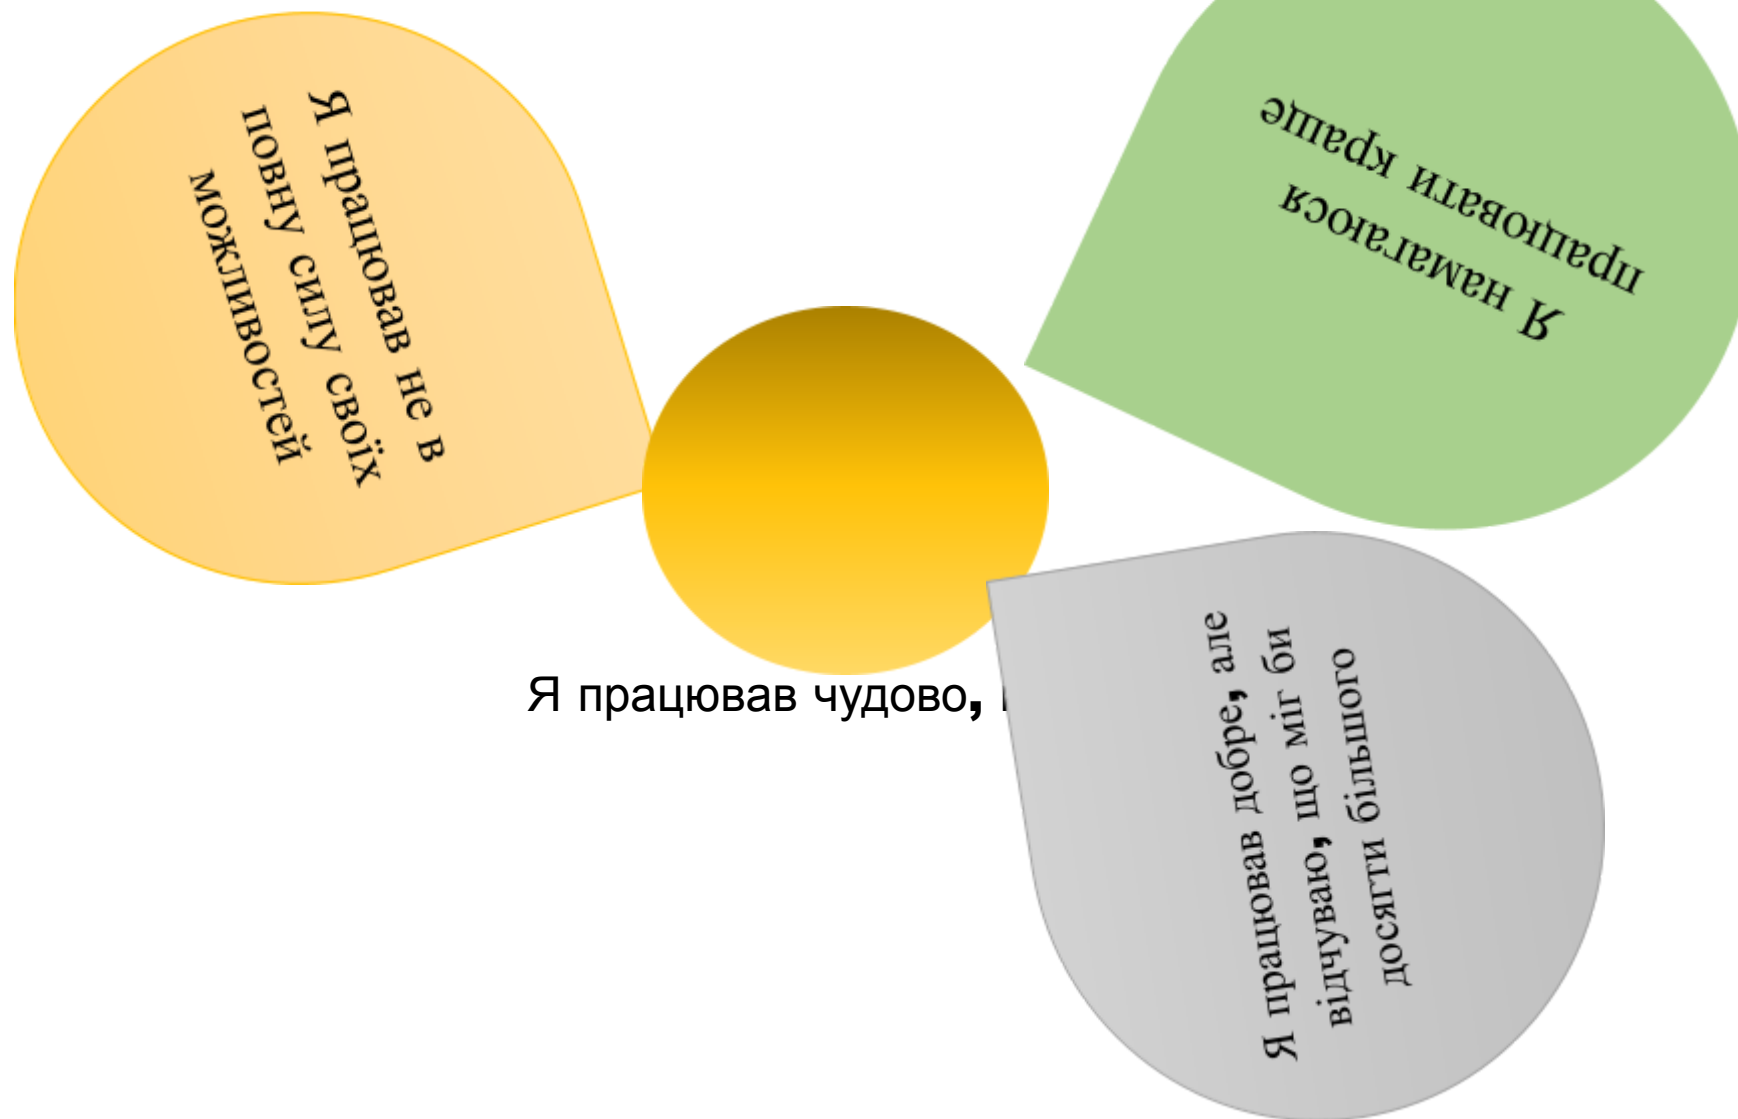 Я працював не в
повну силу своїх
можливостей
Я намагаюся
працювати краще
Я працював чудово,
Я працював добре, але
відчуваю, що міг би
досягти більшого